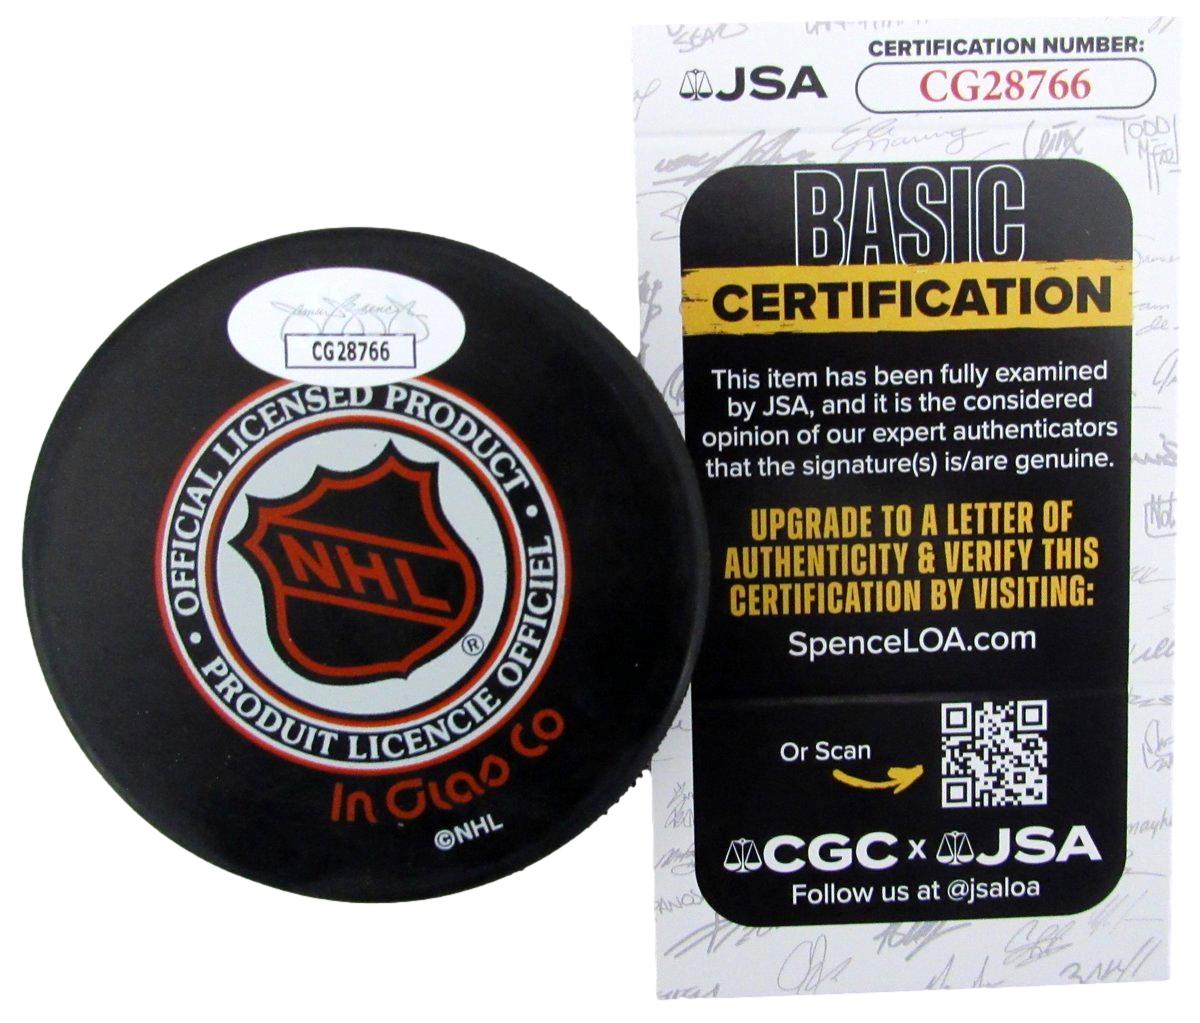 CG28766
OFFICIAL LICENSED PRODUCT
NHL
®
PRODUIT LICENCIE OFFICIEL
In Glas Co
©NHL
JSA
CERTIFICATION NUMBER:
CG28766
BASIC
CERTIFICATION
This item has been fully examined
by JSA, and it is the considered
opinion of our expert authenticators
that the signature(s) is/are genuine.
UPGRADE TO A LETTER OF
AUTHENTICITY & VERIFY THIS
CERTIFICATION BY VISITING:
SpenceLOA.com
Or Scan
CGC x JSA
Follow us at @jsaloa